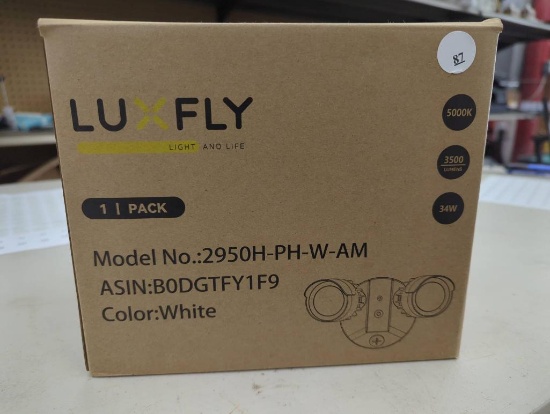 87
LUXFLY
LIGHT AND LIFE
5000K
3500
Lumens
34W
1 | PACK
Model No.:2950H-PH-W-AM
ASIN:B0DGTFY1F9
Color:White